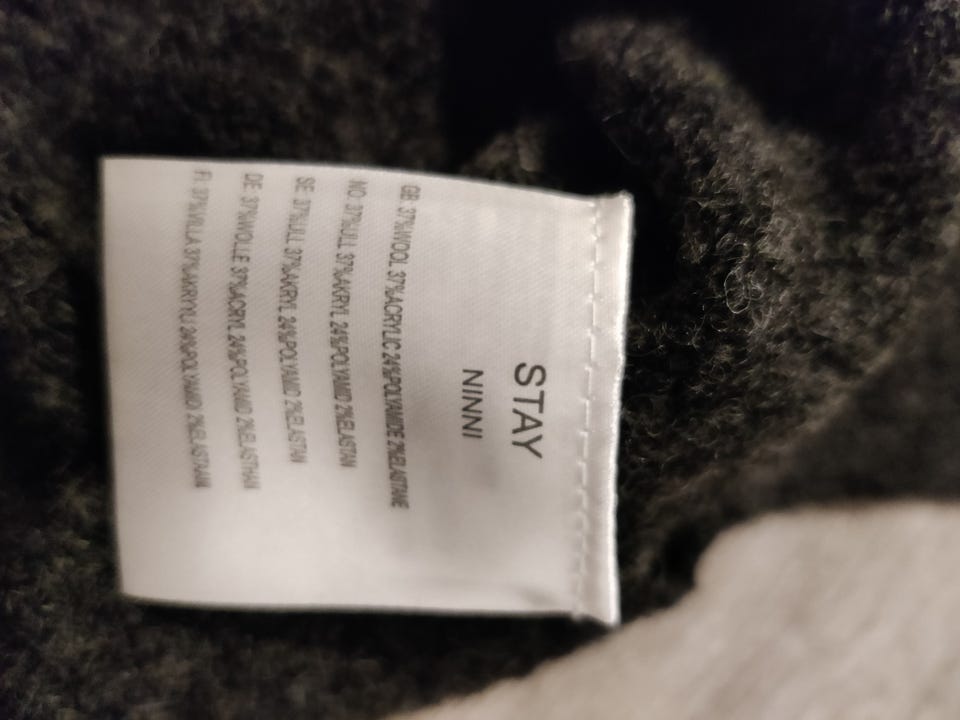 STAY
NINNI
GB: 37%WOOL 37%ACRYLIC 24%POLYAMIDE 2%ELASTANE
NO: 37%ULL 37%AKRYL 24%POLYAMID 2%ELASTAN
SE: 37%ULL 37%AKRYL 24%POLYAMID 2%ELASTAN
DE: 37%WOLLE 37%ACRYL 24%POLYAMID 2%ELASTHAN
FI: 37%VILLA 37%AKRYLI 24%POLYAMID 2%ELASTAANI